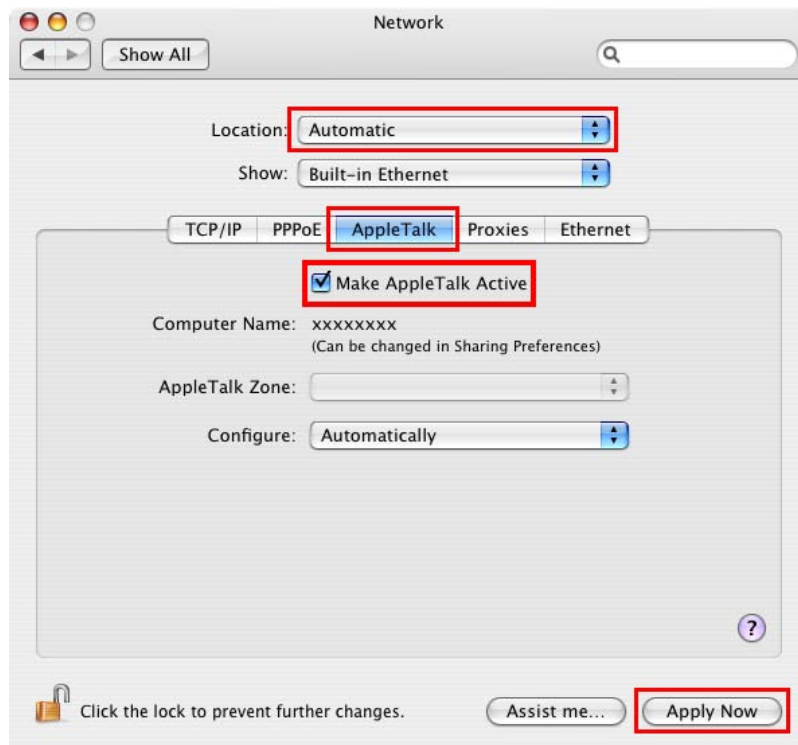 Network
Show All
Location: Automatic
Show: Built-in Ethernet
TCP/IP PPPoE AppleTalk Proxies Ethernet
Make AppleTalk Active
Computer Name: xxxxxxxx
(Can be changed in Sharing Preferences)
AppleTalk Zone:
Configure: Automatically
?
Click the lock to prevent further changes. Assist me... Apply Now